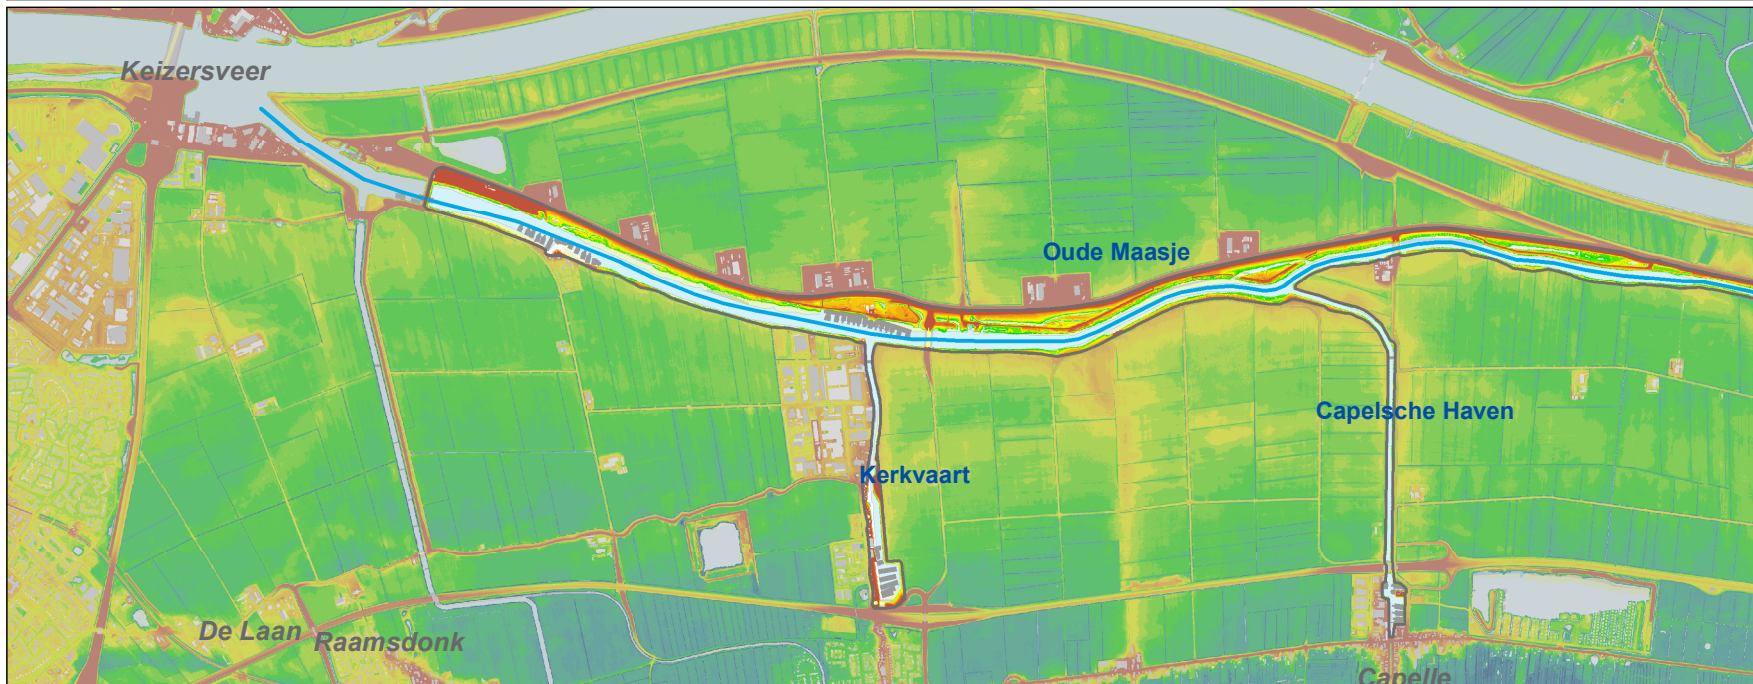 Keizersveer
Oude Maasje
Capelsche Haven
Kerkvaart
De Laan
Raamsdonk
Capelle